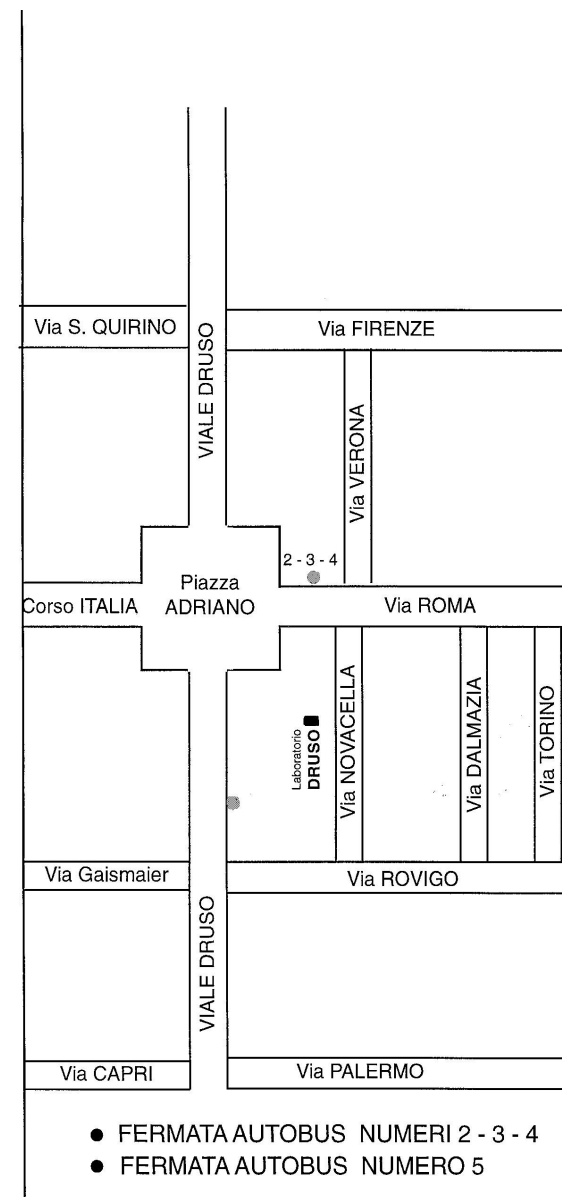 Via S. QUIRINO
Via FIRENZE
VIALE DRUSO
Via VERONA
2 - 3 - 4
Piazza
ADRIANO
Corso ITALIA
Via ROMA
Laboratorio
DRUSO
Via NOVACELLA
Via DALMAZIA
Via TORINO
Via Gaismaier
Via ROVIGO
VIALE DRUSO
Via CAPRI
Via PALERMO
● FERMATA AUTOBUS NUMERI 2 - 3 - 4
● FERMATA AUTOBUS NUMERO 5